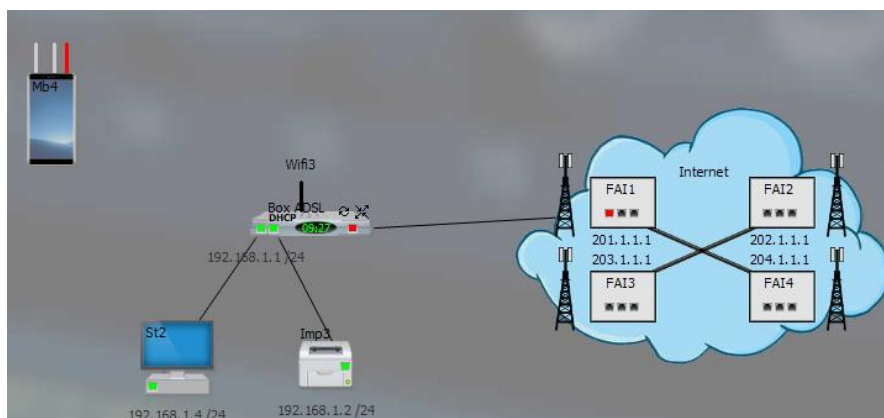 Mb4
Wifi3
Box ADSL
DHCP
09:27
192.168.1.1 /24
St2
192.168.1.4 /24
Imp3
192.168.1.2 /24
Internet
FAI1
FAI2
201.1.1.1
202.1.1.1
203.1.1.1
204.1.1.1
FAI3
FAI4